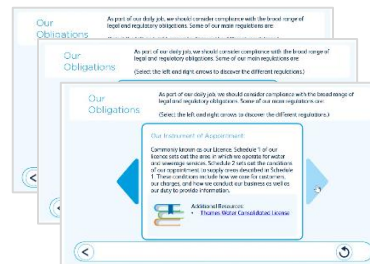 Our
Obligations
As part of our daily job, we should consider compliance with the broad range of
legal and regulatory obligations. Some of our main regulations are:
Our
Obligations
As part of our daily job, we should consider compliance with the broad range of
legal and regulatory obligations. Some of our main regulations are:
(Select the left and right arrows to discover the different regulations.)
Our
Obligations
As part of our daily job, we should consider compliance with the broad range of
legal and regulatory obligations. Some of our main regulations are:
(Select the left and right arrows to discover the different regulations.)
Our Instrument of Appointment
Commonly known as our Licence. Schedule 1 of our
licence sets out the area in which we operate for water
and sewerage services. Schedule 2 sets out the conditions
of our appointment to supply areas described in Schedule
1. These conditions include how we care for customers,
our charges, and how we conduct our business as well as
our duty to provide information.
Additional Resources:
• Thames Water Consolidated License